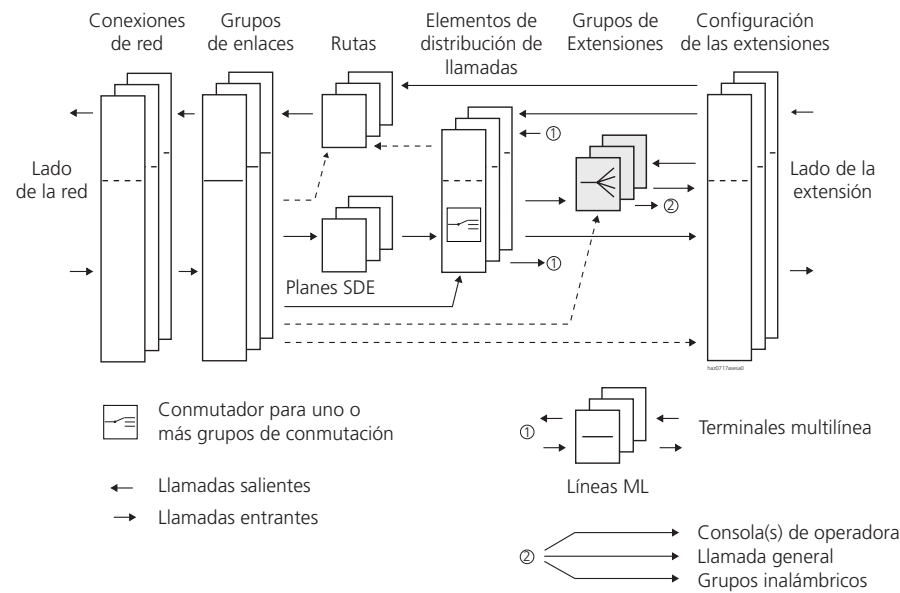 Conexiones
de red
Grupos
de enlaces
Rutas
Elementos de
distribución de
llamadas
Grupos de
Extensiones
Configuración
de las extensiones
①
Lado
de la red
Lado de la
extensión
②
①
Planes SDE
haz0717aaesa0
Conmutador para uno o
más grupos de conmutación
①
Terminales multilínea
Llamadas salientes
Líneas ML
Llamadas entrantes
②
Consola(s) de operadora
Llamada general
Grupos inalámbricos